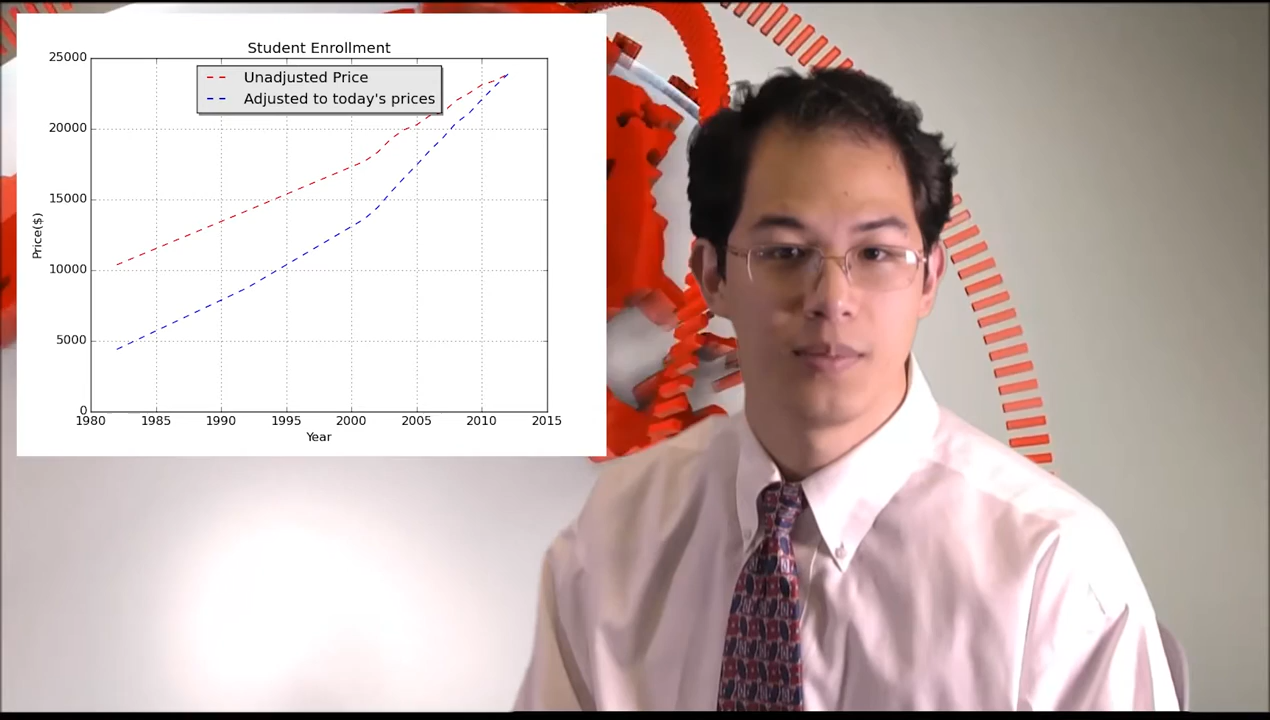 Student Enrollment
Unadjusted Price
Adjusted to today's prices
25000
20000
15000
10000
5000
0
Price($)
1980 1985 1990 1995 2000 2005 2010 2015
Year